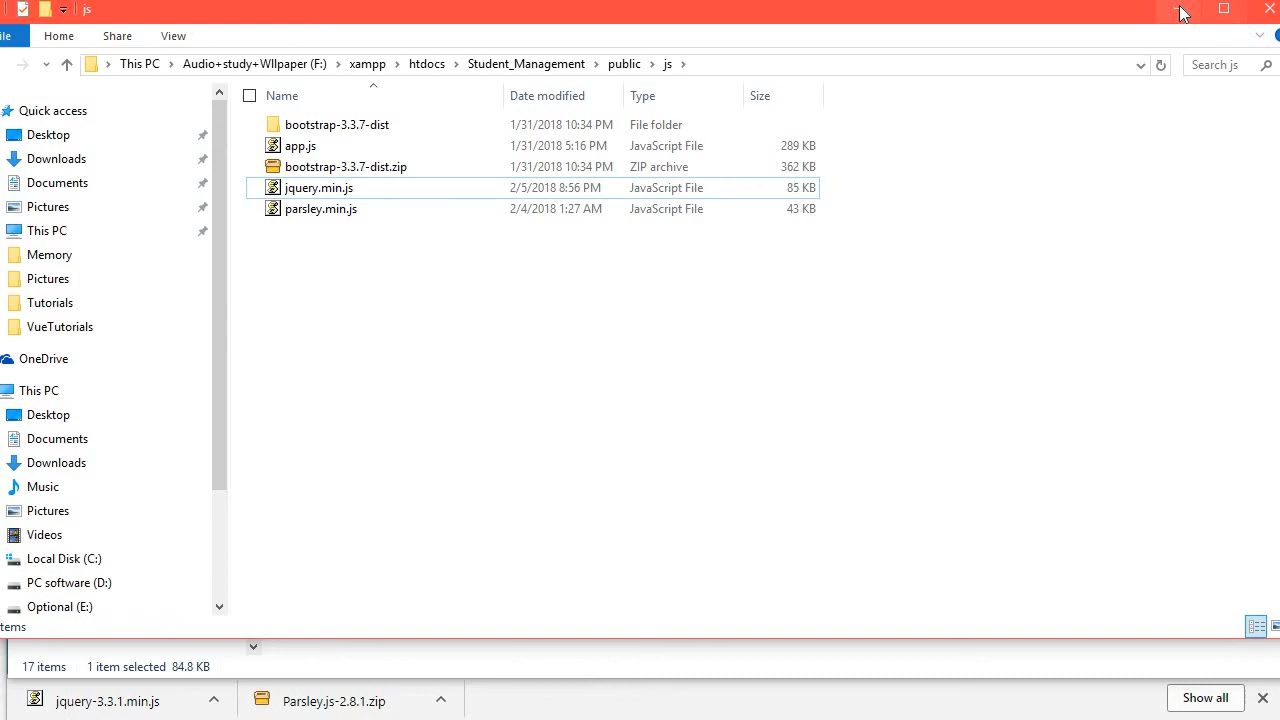 js
ile Home Share View
This PC Audio+study+WIlpaper (F:) xampp htdocs Student_Management public js Search js
Name Date modified Type Size
bootstrap-3.3.7-dist 1/31/2018 10:34 PM File folder
app.js 1/31/2018 5:16 PM JavaScript File 289 KB
bootstrap-3.3.7-dist.zip 1/31/2018 10:34 PM ZIP archive 362 KB
jquery.min.js 2/5/2018 8:56 PM JavaScript File 85 KB
parsley.min.js 2/4/2018 1:27 AM JavaScript File 43 KB
Quick access
Desktop
Downloads
Documents
Pictures
This PC
Memory
Pictures
Tutorials
VueTutorials
OneDrive
This PC
Desktop
Documents
Downloads
Music
Pictures
Videos
Local Disk (C:)
PC software (D:)
Optional (E:)
tems
17 items 1 item selected 84.8 KB
jquery-3.3.1.min.js Parsley.js-2.8.1.zip Show all